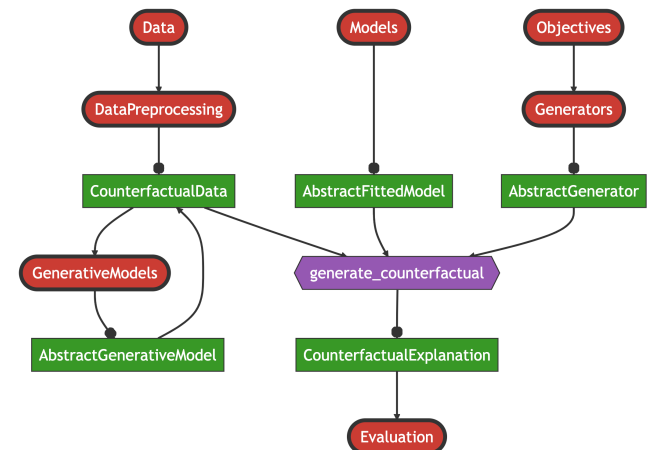 Data
Models
Objectives
DataPreprocessing
Generators
CounterfactualData
AbstractFittedModel
AbstractGenerator
GenerativeModels
generate_counterfactual
AbstractGenerativeModel
CounterfactualExplanation
Evaluation